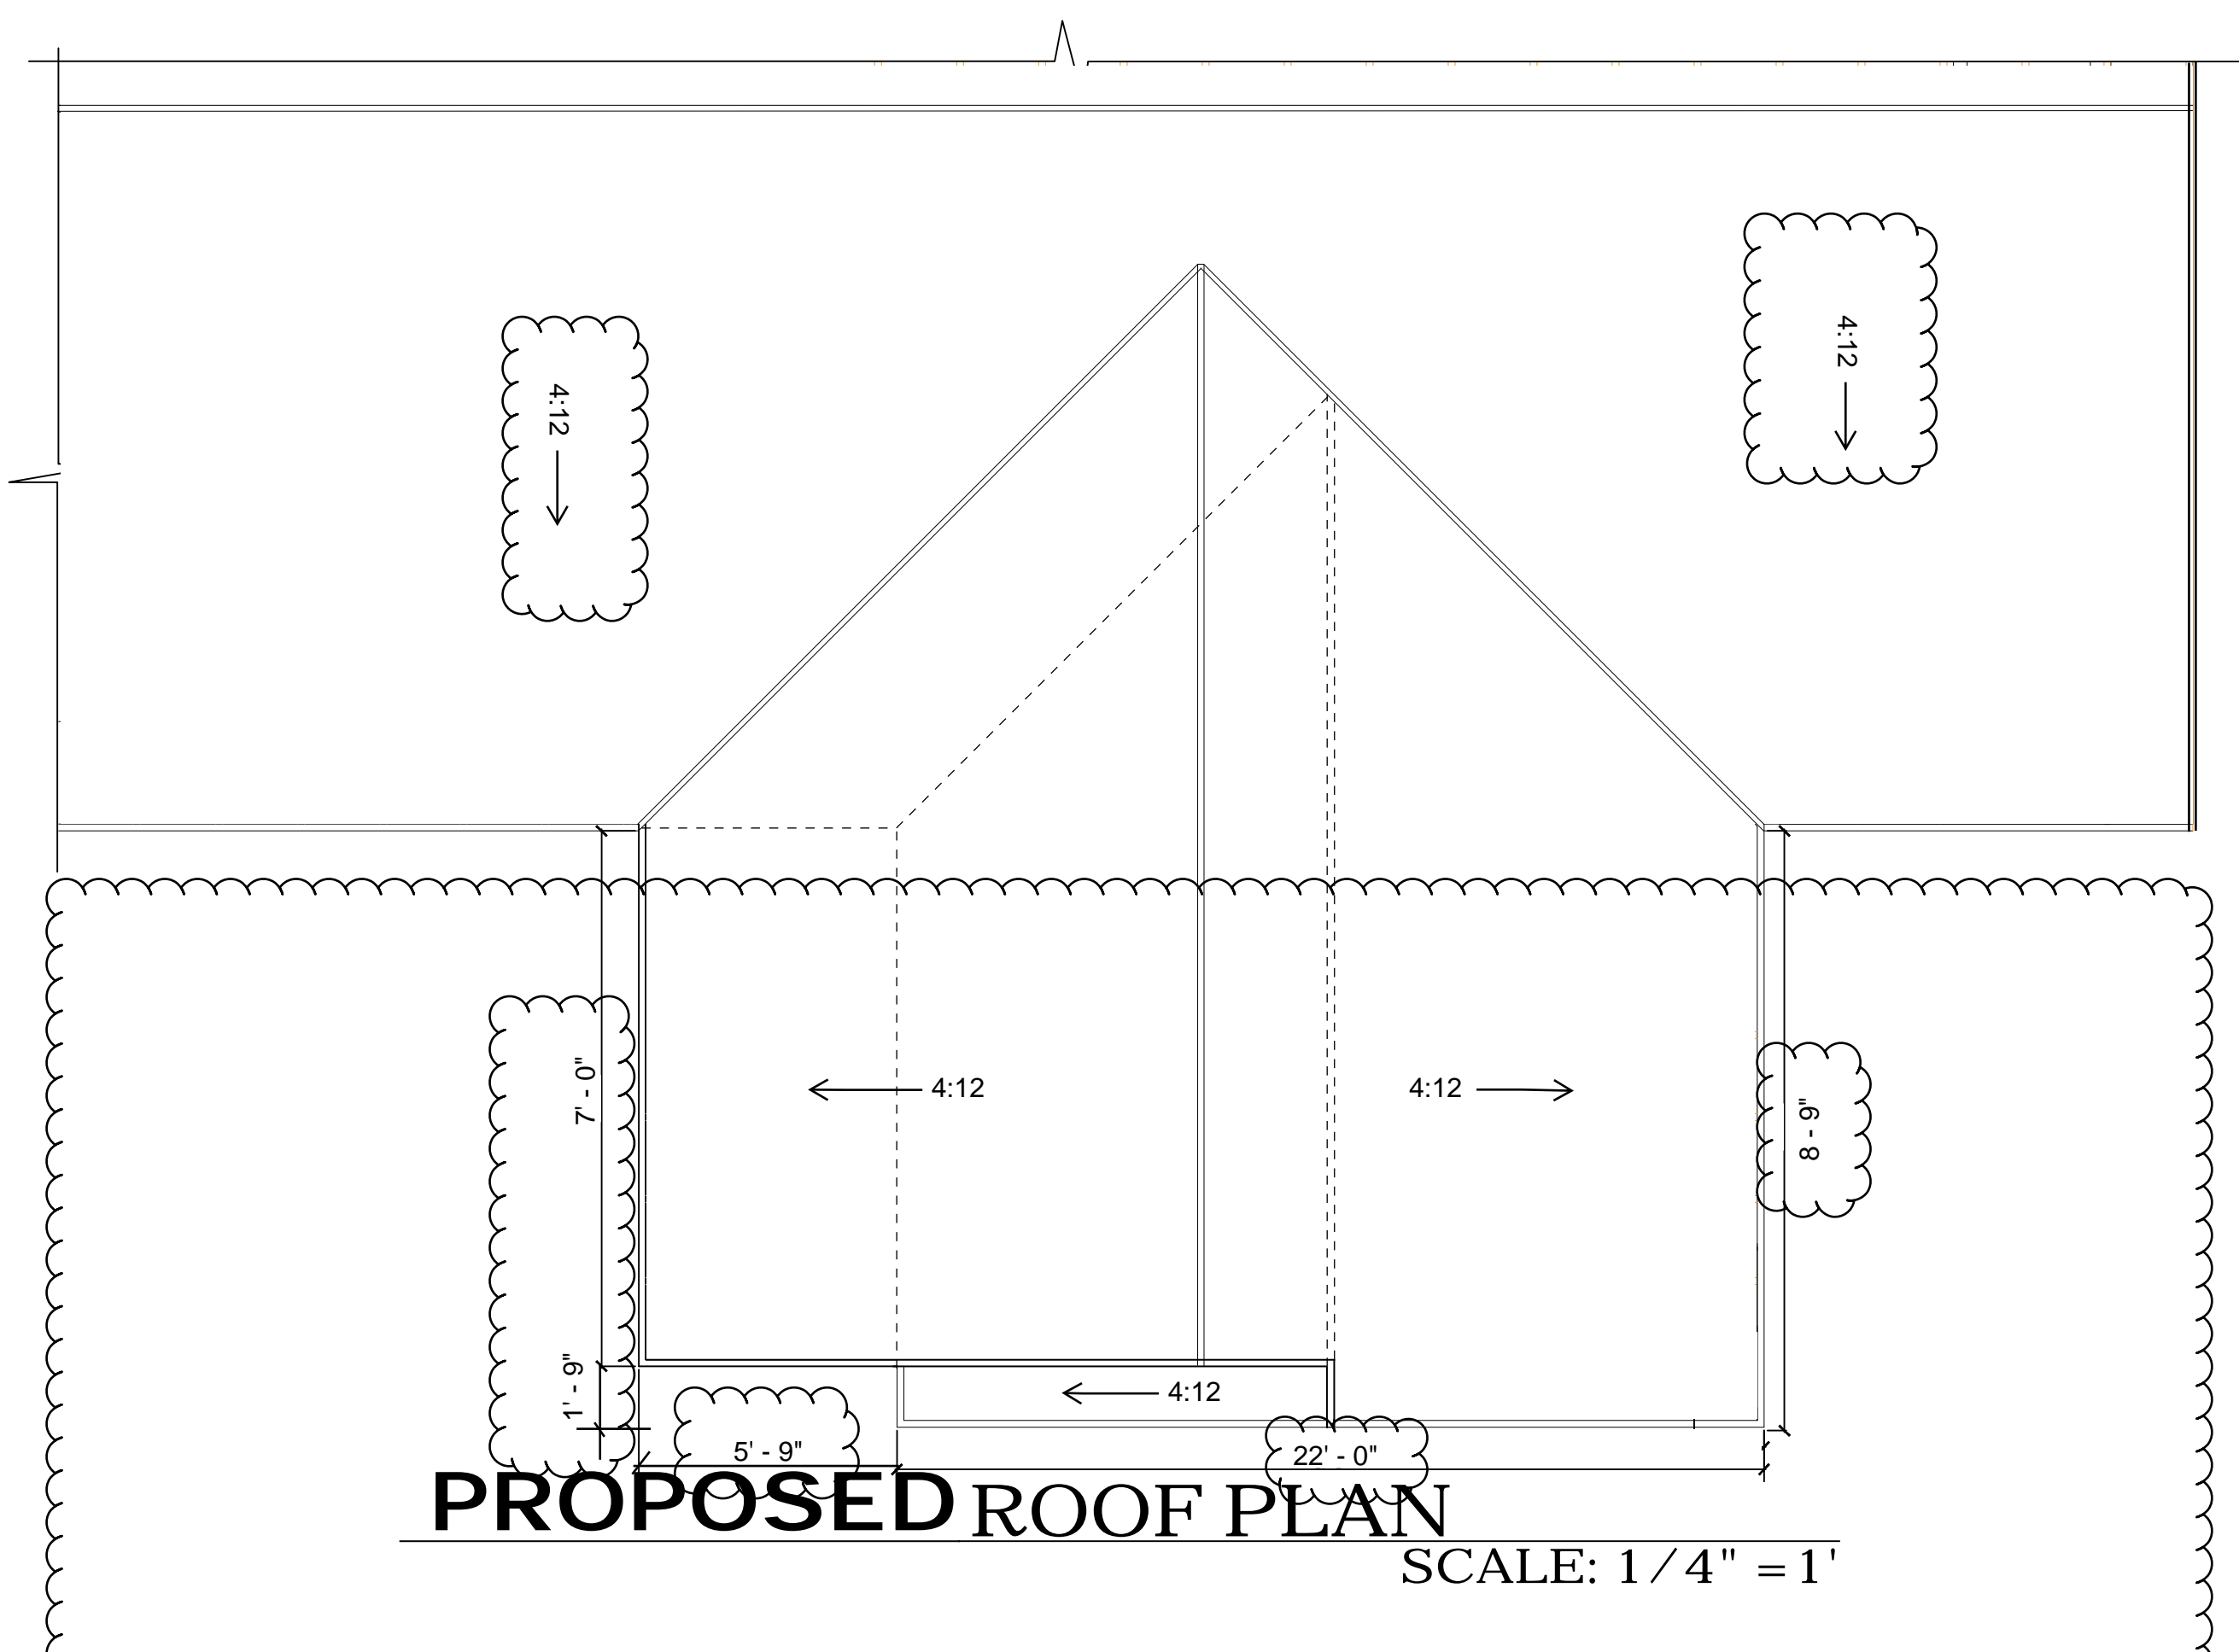 4:12
4:12
7' - 0"
8 - 9"
4:12
4:12
1' - 9"
4:12
5' - 9"
22' - 0"
PROPOSED ROOF PLAN
SCALE: 1/4" = 1'